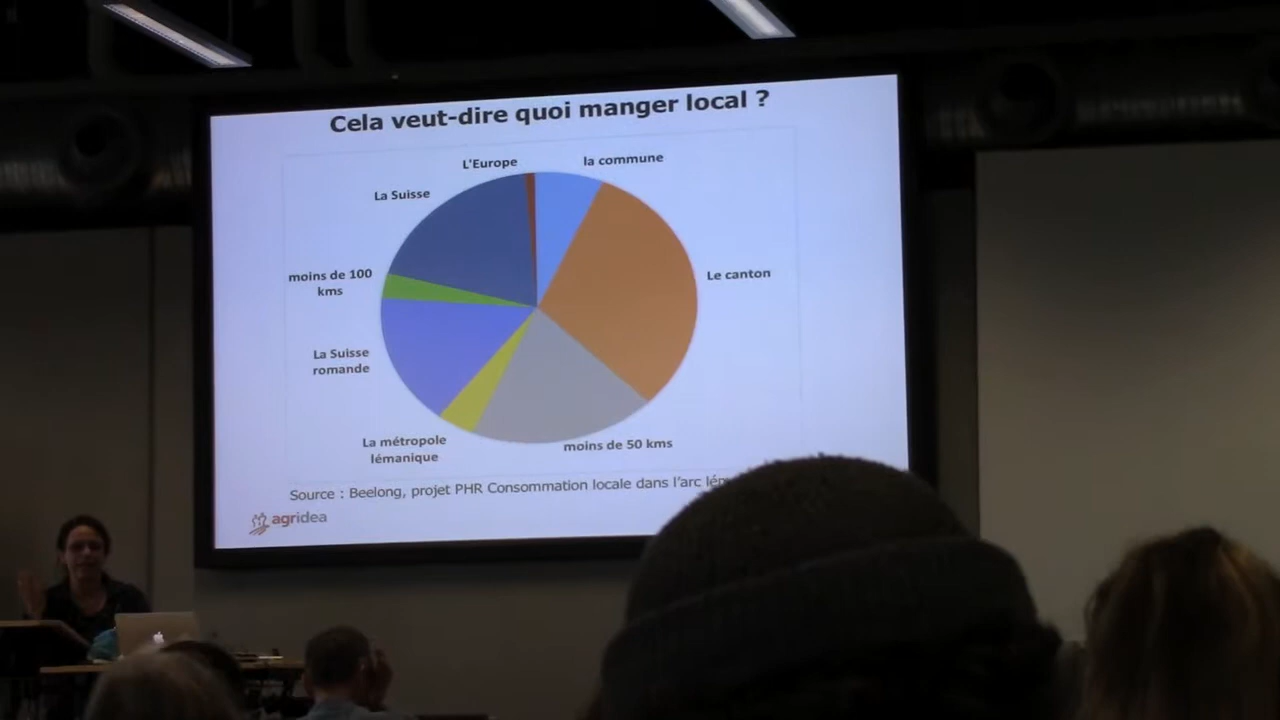 Cela veut-dire quoi manger local ?
L'Europe
la commune
La Suisse
Le canton
moins de 100
kms
La Suisse
romande
La métropole
lémanique
moins de 50 kms
Source : Beelong, projet PHR Consommation locale dans l'arc
agridea